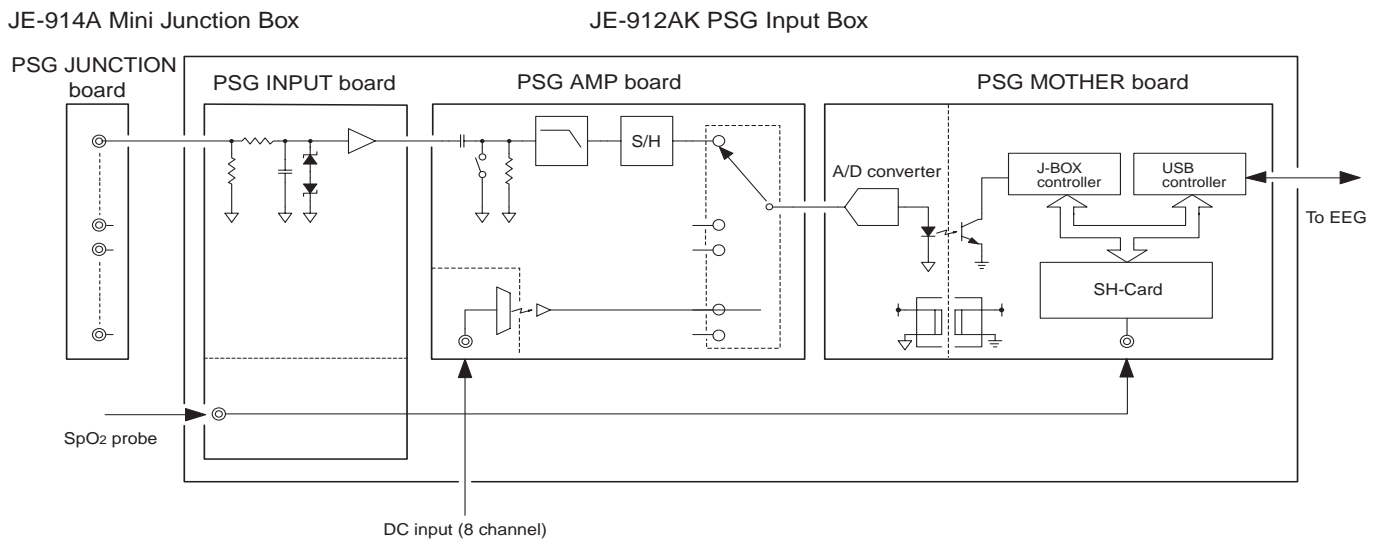 JE-914A Mini Junction Box
JE-912AK PSG Input Box
PSG JUNCTION
board
PSG INPUT board
PSG AMP board
PSG MOTHER board
S/H
A/D converter
J-BOX
controller
USB
controller
To EEG
SH-Card
SpO2 probe
DC input (8 channel)